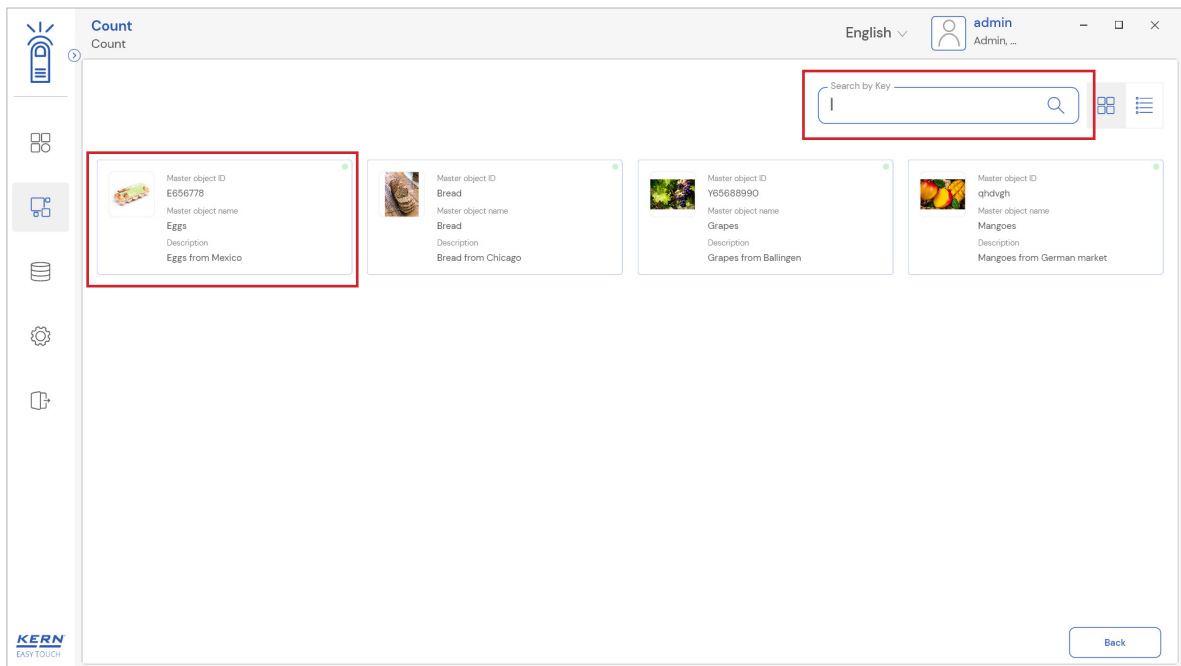 Count
Count
English
admin
Admin, ...
Search by Key
Master object ID
E656778
Master object name
Eggs
Description
Eggs from Mexico
Master object ID
Bread
Master object name
Bread
Description
Bread from Chicago
Master object ID
Y65688990
Master object name
Grapes
Description
Grapes from Ballingen
Master object ID
qhdvgh
Master object name
Mangoes
Description
Mangoes from German market
KERN
EASY TOUCH
Back